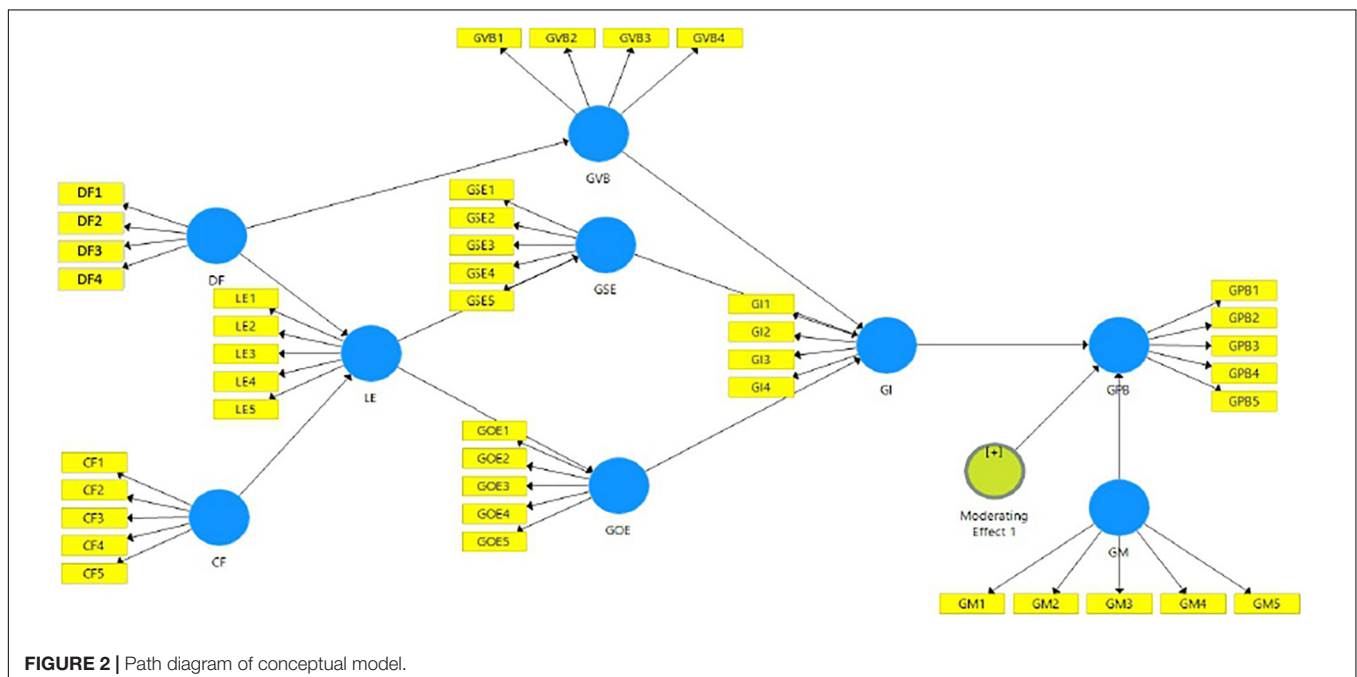 GVB1 GVB2 GVB3 GVB4
GVB
DF1
DF2
DF3
DF4
DF
GSE1
GSE2
GSE3
GSE4
GSE5
GSE
LE1
LE2
LE3
LE4
LE5
LE
GI1
GI2
GI3
GI4
GI
GPB1
GPB2
GPB3
GPB4
GPB5
GPB
CF1
CF2
CF3
CF4
CF5
CF
GOE1
GOE2
GOE3
GOE4
GOE5
GOE
[+]
Moderating
Effect 1
GM
GM1 GM2 GM3 GM4 GM5
FIGURE 2 | Path diagram of conceptual model.